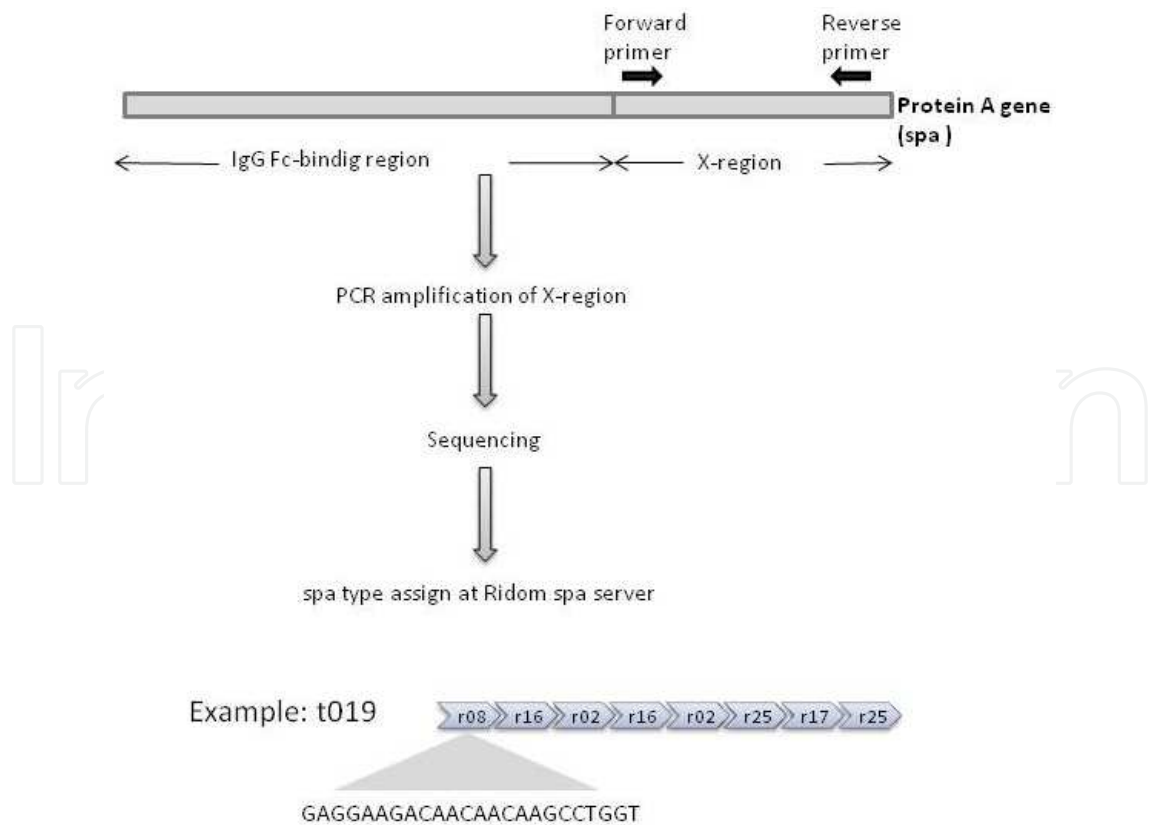 Forward primer
Reverse primer
Protein A gene (spa )
IgG Fc-bindig region
X-region
PCR amplification of X-region
Sequencing
spa type assign at Ridom spa server
Example: t019
r08 r16 r02 r16 r02 r25 r17 r25
GAGGAAGACAACAACAAGCCTGGT